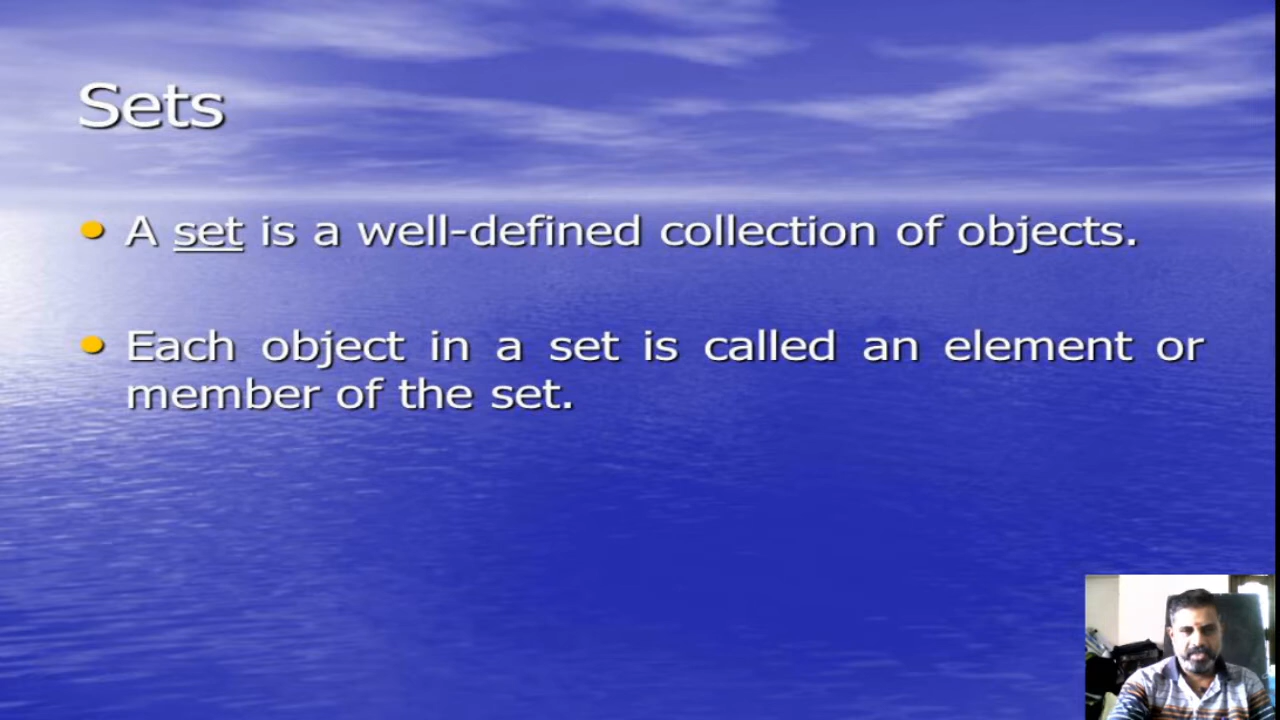 Sets
• A set is a well-defined collection of objects.
• Each object in a set is called an element or
member of the set.